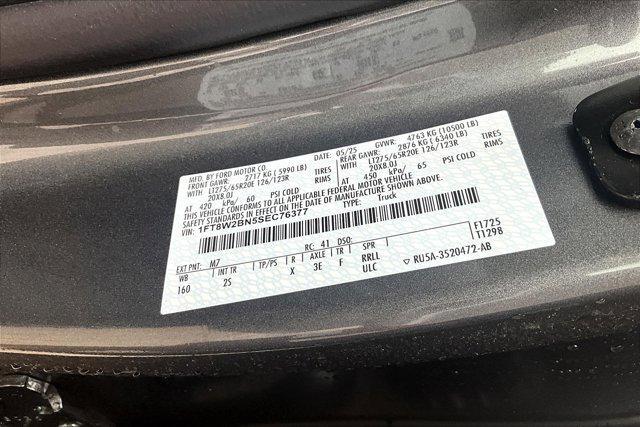 MFD. BY FORD MOTOR CO. DATE: 05/25 GVWR: 4763 KG (10500 LB)
FRONT GAWR: 2717 KG (5990 LB) REAR GAWR: 2876 KG (6340 LB)
LT275/65R20E 126/123R TIRES LT275/65R20E 126/123R TIRES
20X8.0J RIMS 20X8.0J RIMS
AT 420 kPa/ 60 PSI COLD AT 450 kPa/ 65 PSI COLD
THIS VEHICLE CONFORMS TO ALL APPLICABLE FEDERAL MOTOR VEHICLE
SAFETY STANDARDS IN EFFECT ON THE DATE OF MANUFACTURE SHOWN ABOVE.
VIN: 1FT8W2BN5SEC76377 TYPE: Truck
F1725
T1298
EXT PNT: M7 RC: 41 DSO:
WB INT TR TP/PS R AXLE TR SPR
160 2S X 3E F RRLL
ULC
▽ RU5A-3520472-AB